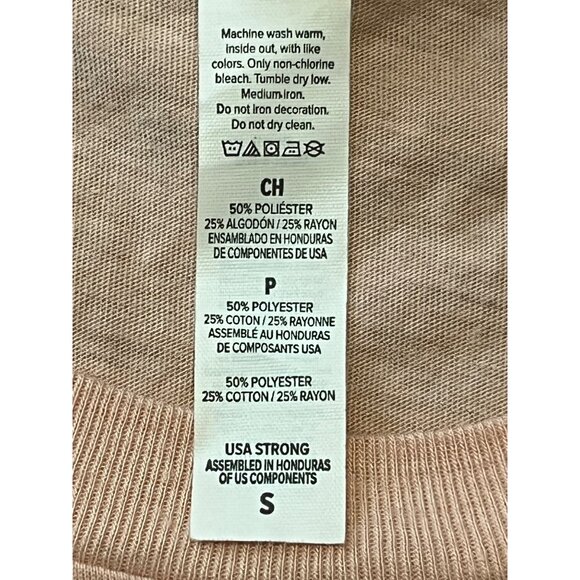 Machine wash warm,
inside out, with like
colors. Only non-chlorine
bleach. Tumble dry low.
Medium iron.
Do not iron decoration.
Do not dry clean.
CH
50% POLIÉSTER
25% ALGODÓN / 25% RAYON
ENSAMBLADO EN HONDURAS
DE COMPONENTES DE USA
P
50% POLYESTER
25% COTON / 25% RAYONNE
ASSEMBLÉ AU HONDURAS
DE COMPOSANTS USA
50% POLYESTER
25% COTTON / 25% RAYON
USA STRONG
ASSEMBLED IN HONDURAS
OF US COMPONENTS
S